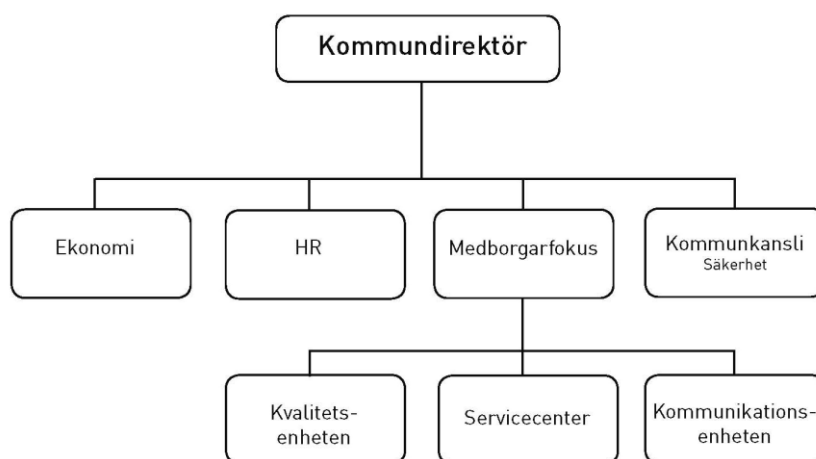 Kommundirektör
Ekonomi
HR
Medborgarfokus
Kommunkansli
Säkerhet
Kvalitets-
enheten
Servicecenter
Kommunikations-
enheten